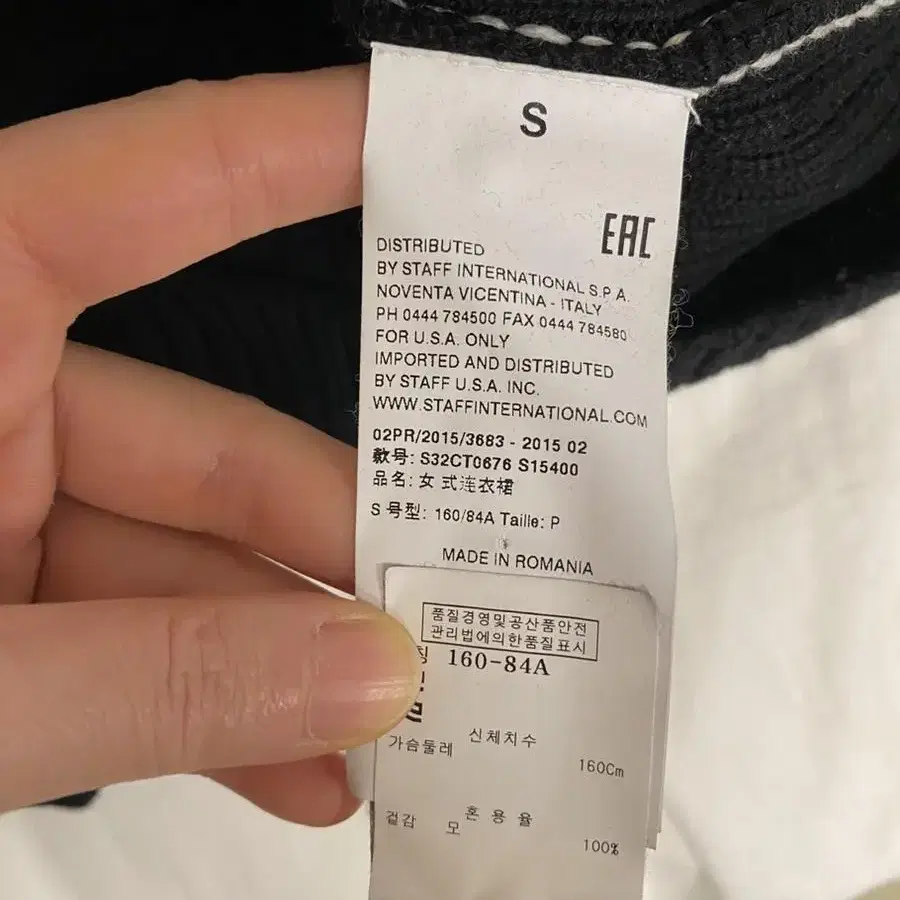 S
EAC
DISTRIBUTED
BY STAFF INTERNATIONAL S.P.A.
NOVENTA VICENTINA - ITALY
PH 0444 784500 FAX 0444 784580
FOR U.S.A. ONLY
IMPORTED AND DISTRIBUTED
BY STAFF U.S.A. INC.
WWW.STAFFINTERNATIONAL.COM
02PR/2015/3683 - 2015 02
款号: S32CT0676 S15400
品名: 女 式连衣裙
S 号型: 160/84A Taille: P
MADE IN ROMANIA
품질경영및공산품안전
관리법에의한품질표시
160-84A
신체치수
가슴둘레
160Cm
혼 용 율
겉감 모
100%